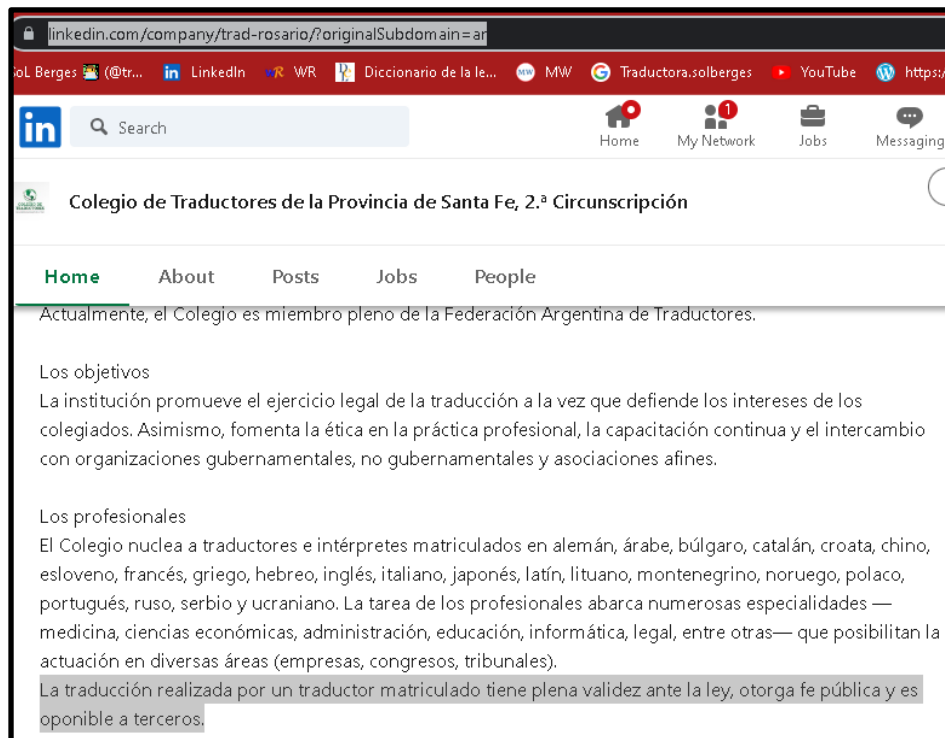 linkedin.com/company/trad-rosario/?originalSubdomain=ar
SoL Berges (@tr... in LinkedIn WR Diccionario de la le... MW MW Traductora.solberges YouTube https:/
in Search
Home My Network 1 Jobs Messaging
Colegio de Traductores de la Provincia de Santa Fe, 2.ª Circunscripción
Home About Posts Jobs People
Actualmente, el Colegio es miembro pleno de la Federación Argentina de Traductores.
Los objetivos
La institución promueve el ejercicio legal de la traducción a la vez que defiende los intereses de los
colegiados. Asimismo, fomenta la ética en la práctica profesional, la capacitación continua y el intercambio
con organizaciones gubernamentales, no gubernamentales y asociaciones afines.
Los profesionales
El Colegio nuclea a traductores e intérpretes matriculados en alemán, árabe, búlgaro, catalán, croata, chino,
esloveno, francés, griego, hebreo, inglés, italiano, japonés, latín, lituano, montenegrino, noruego, polaco,
portugués, ruso, serbio y ucraniano. La tarea de los profesionales abarca numerosas especialidades —
medicina, ciencias económicas, administración, educación, informática, legal, entre otras— que posibilitan la
actuación en diversas áreas (empresas, congresos, tribunales).
La traducción realizada por un traductor matriculado tiene plena validez ante la ley, otorga fe pública y es
oponible a terceros.